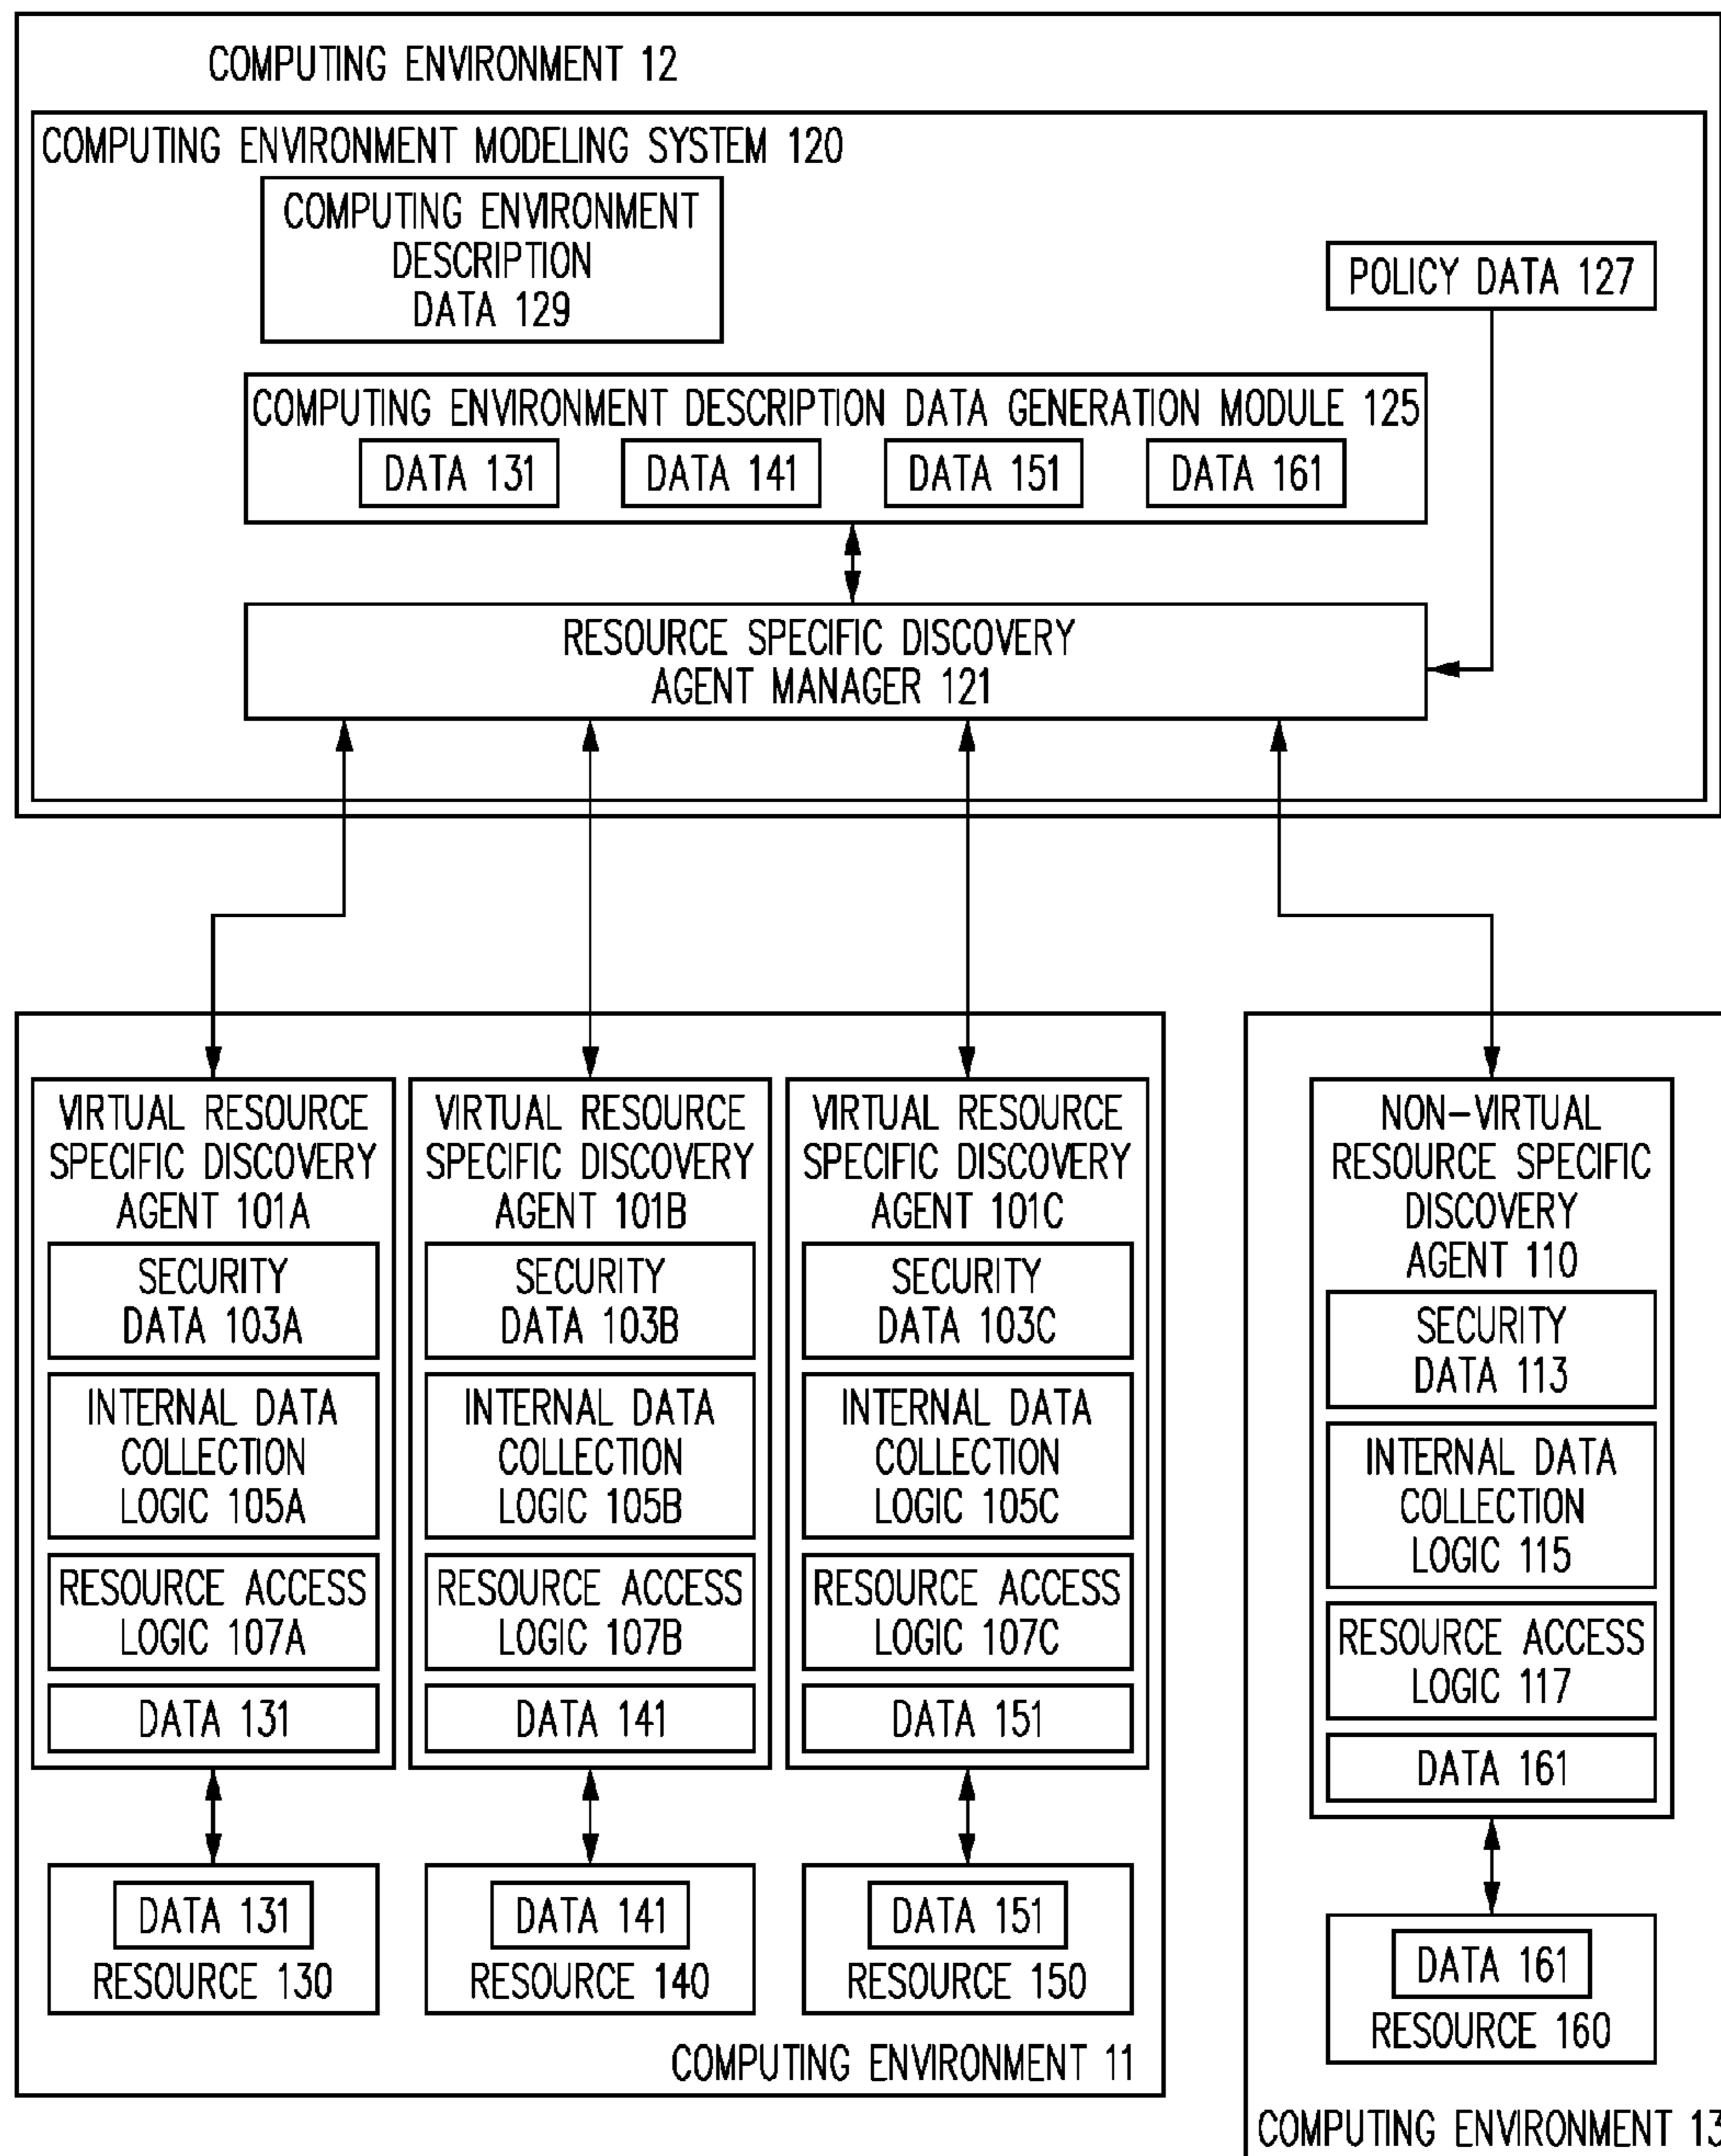 COMPUTING ENVIRONMENT 12
COMPUTING ENVIRONMENT MODELING SYSTEM 120
COMPUTING ENVIRONMENT
DESCRIPTION
DATA 129
POLICY DATA 127
COMPUTING ENVIRONMENT DESCRIPTION DATA GENERATION MODULE 125
DATA 131
DATA 141
DATA 151
DATA 161
RESOURCE SPECIFIC DISCOVERY
AGENT MANAGER 121
VIRTUAL RESOURCE
SPECIFIC DISCOVERY
AGENT 101A
SECURITY
DATA 103A
INTERNAL DATA
COLLECTION
LOGIC 105A
RESOURCE ACCESS
LOGIC 107A
DATA 131
DATA 131
RESOURCE 130
VIRTUAL RESOURCE
SPECIFIC DISCOVERY
AGENT 101B
SECURITY
DATA 103B
INTERNAL DATA
COLLECTION
LOGIC 105B
RESOURCE ACCESS
LOGIC 107B
DATA 141
DATA 141
RESOURCE 140
VIRTUAL RESOURCE
SPECIFIC DISCOVERY
AGENT 101C
SECURITY
DATA 103C
INTERNAL DATA
COLLECTION
LOGIC 105C
RESOURCE ACCESS
LOGIC 107C
DATA 151
DATA 151
RESOURCE 150
COMPUTING ENVIRONMENT 11
NON-VIRTUAL
RESOURCE SPECIFIC
DISCOVERY
AGENT 110
SECURITY
DATA 113
INTERNAL DATA
COLLECTION
LOGIC 115
RESOURCE ACCESS
LOGIC 117
DATA 161
DATA 161
RESOURCE 160
COMPUTING ENVIRONMENT 13